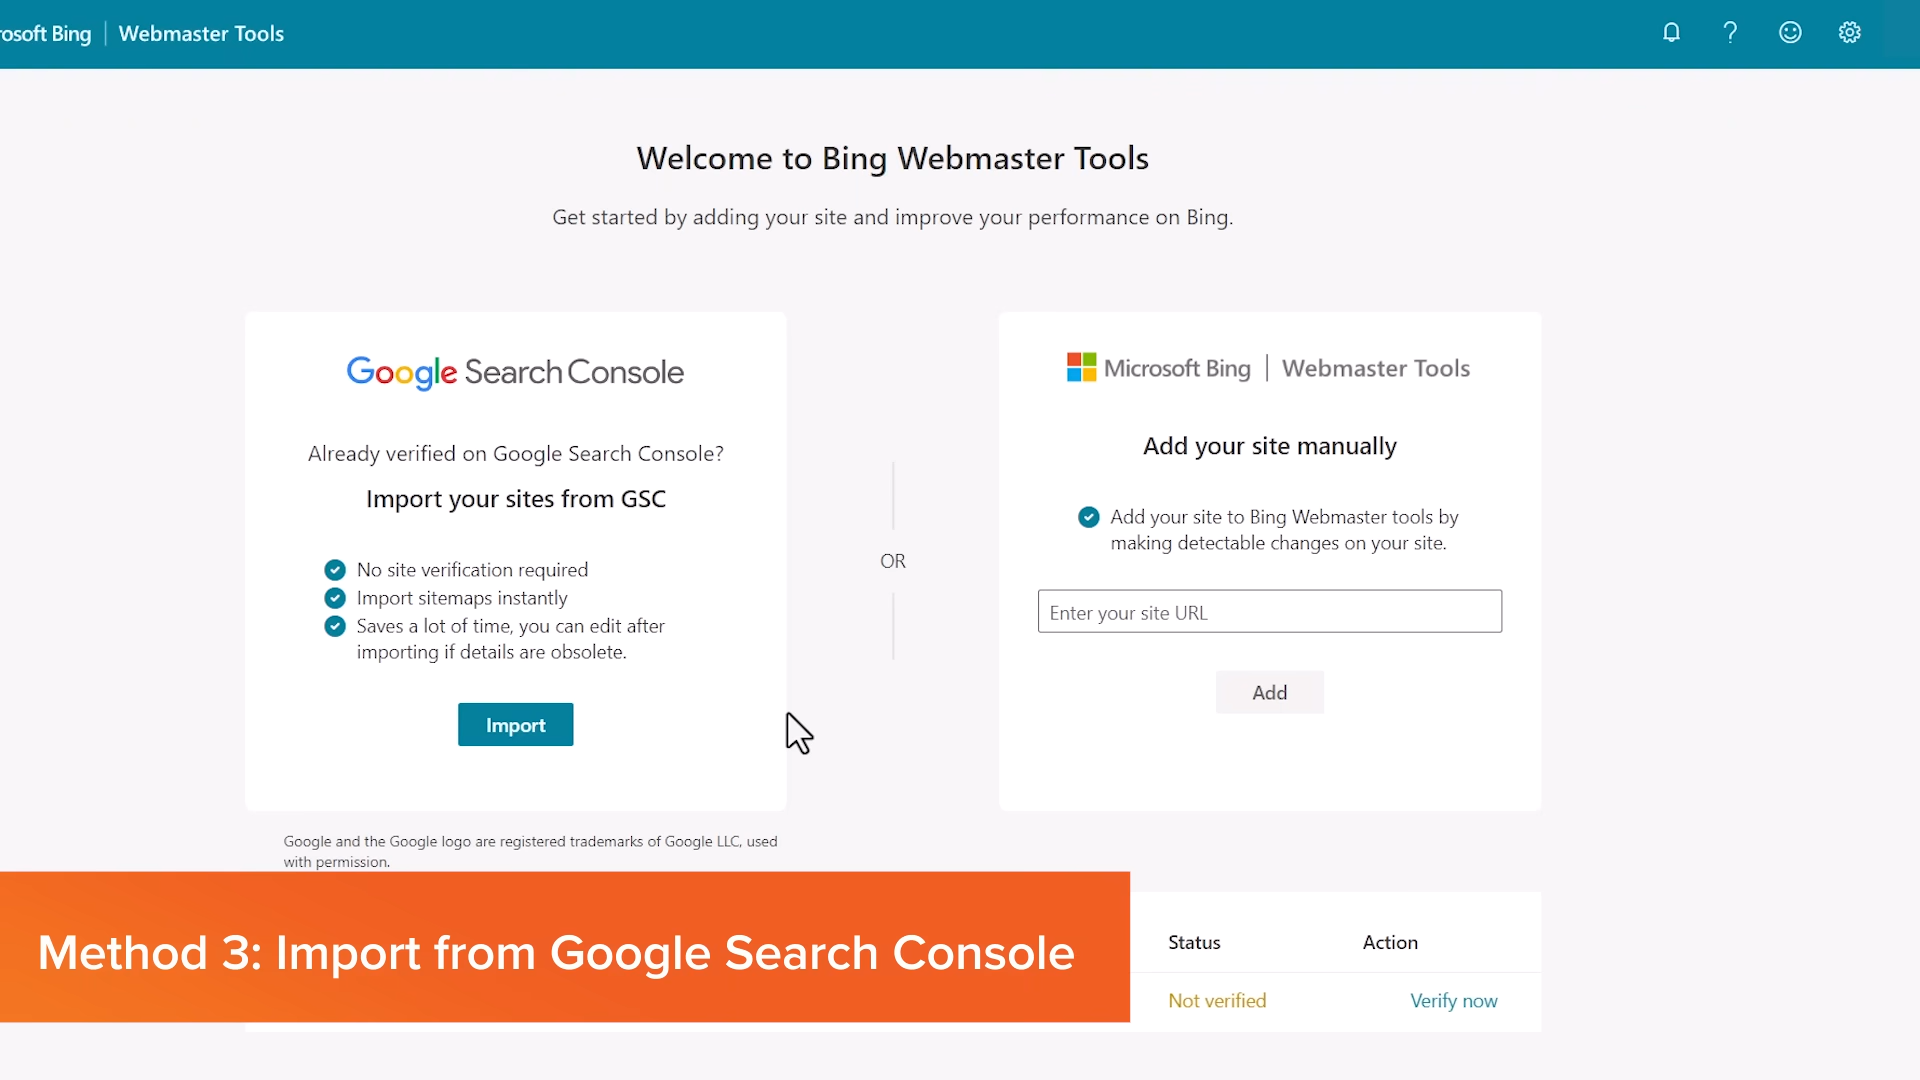 rosoft Bing | Webmaster Tools
Welcome to Bing Webmaster Tools
Get started by adding your site and improve your performance on Bing.
Google Search Console
Already verified on Google Search Console?
Import your sites from GSC
No site verification required
Import sitemaps instantly
Saves a lot of time, you can edit after
importing if details are obsolete.
Import
Google and the Google logo are registered trademarks of Google LLC, used
with permission.
OR
Microsoft Bing | Webmaster Tools
Add your site manually
Add your site to Bing Webmaster tools by
making detectable changes on your site.
Enter your site URL
Add
Method 3: Import from Google Search Console
Status Action
Not verified Verify now